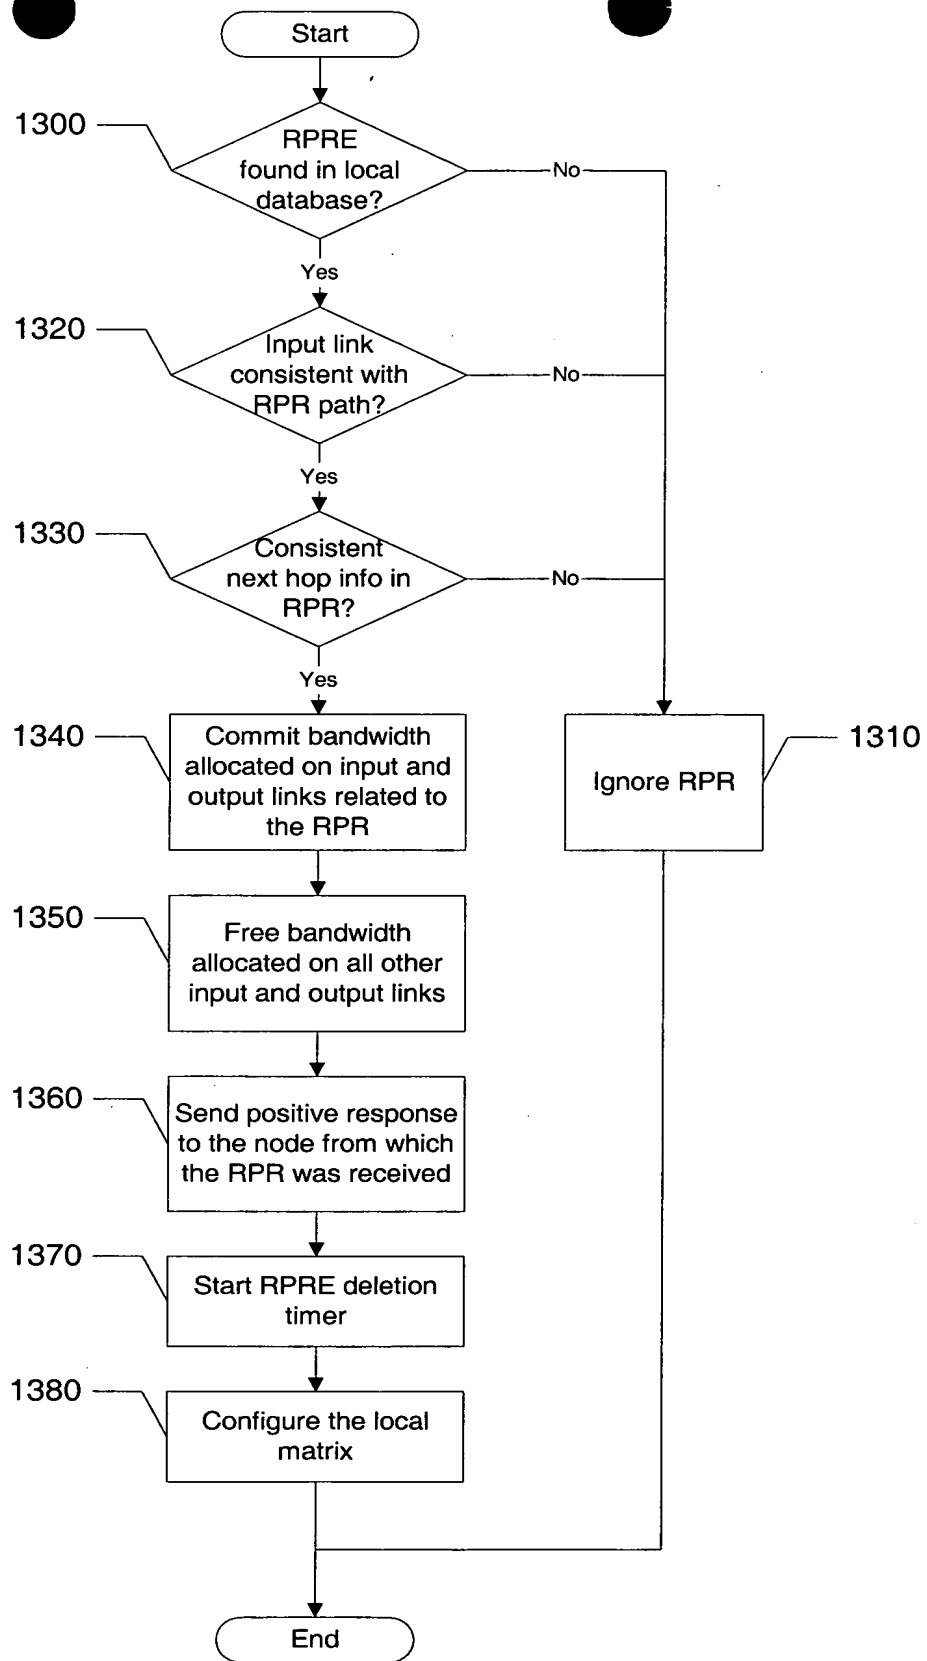 Start
1300
RPRE
found in local
database?
No
Yes
1320
Input link
consistent with
RPR path?
No
Yes
1330
Consistent
next hop info in
RPR?
No
Yes
1340
Commit bandwidth
allocated on input and
output links related to
the RPR
Ignore RPR
1310
1350
Free bandwidth
allocated on all other
input and output links
1360
Send positive response
to the node from which
the RPR was received
1370
Start RPRE deletion
timer
1380
Configure the local
matrix
End